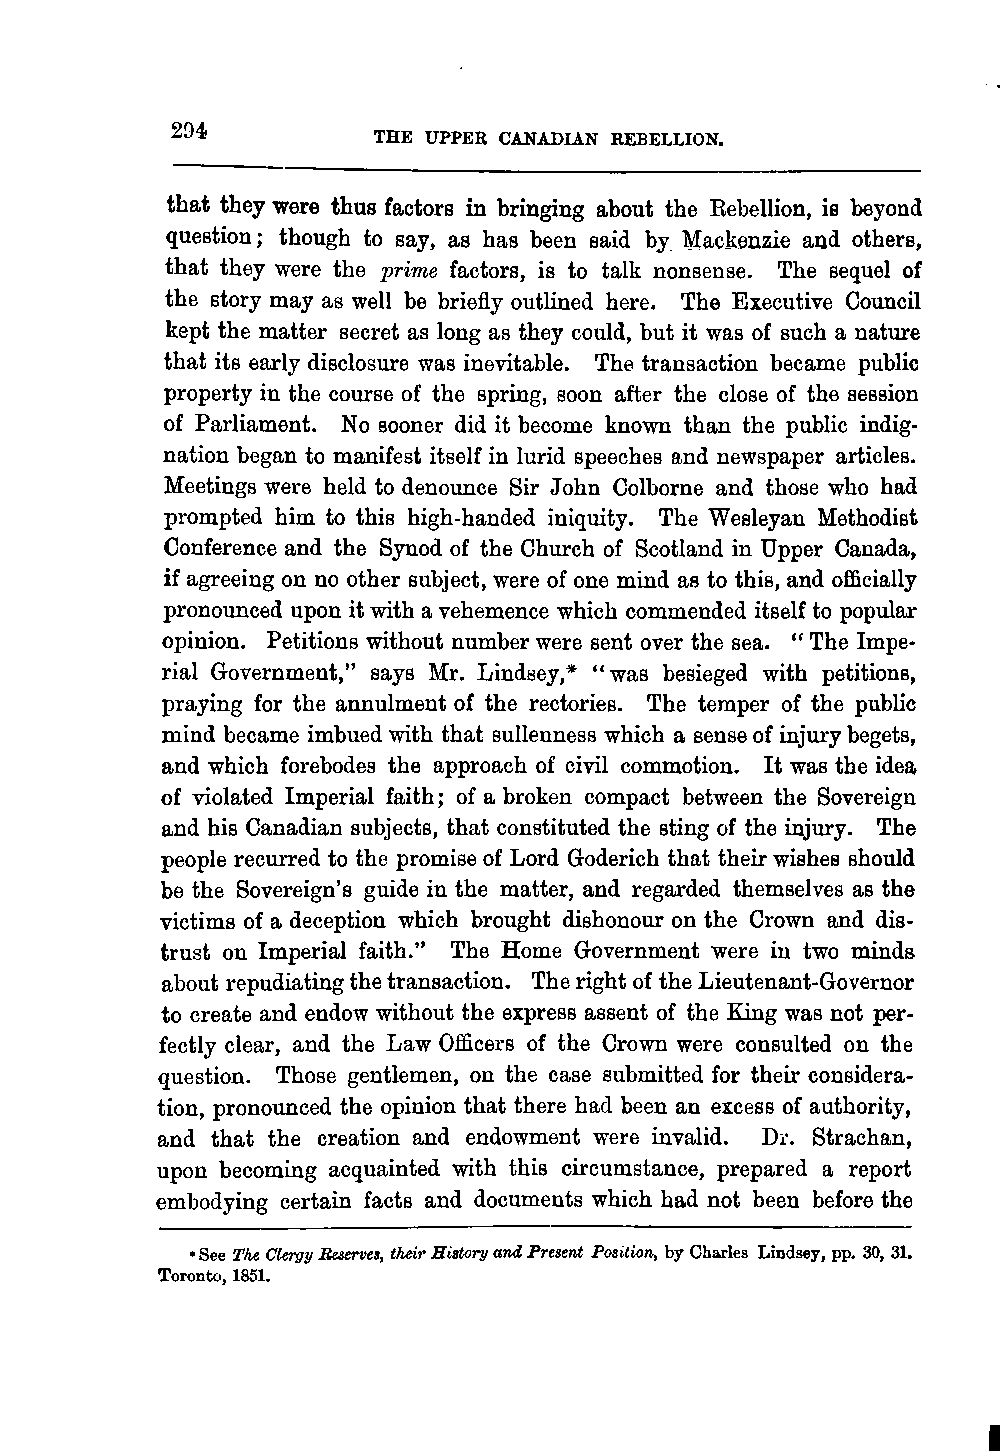 294
THE UPPER CANADIAN REBELLION.
that they were thus factors in bringing about the Rebellion, is beyond
question; though to say, as has been said by Mackenzie and others,
that they were the prime factors, is to talk nonsense. The sequel of
the story may as well be briefly outlined here. The Executive Council
kept the matter secret as long as they could, but it was of such a nature
that its early disclosure was inevitable. The transaction became public
property in the course of the spring, soon after the close of the session
of Parliament. No sooner did it become known than the public indig-
nation began to manifest itself in lurid speeches and newspaper articles.
Meetings were held to denounce Sir John Colborne and those who had
prompted him to this high-handed iniquity. The Wesleyan Methodist
Conference and the Synod of the Church of Scotland in Upper Canada,
if agreeing on no other subject, were of one mind as to this, and officially
pronounced upon it with a vehemence which commended itself to popular
opinion. Petitions without number were sent over the sea. "The Impe-
rial Government," says Mr. Lindsey,* "was besieged with petitions,
praying for the annulment of the rectories. The temper of the public
mind became imbued with that sullenness which a sense of injury begets,
and which forebodes the approach of civil commotion. It was the idea
of violated Imperial faith; of a broken compact between the Sovereign
and his Canadian subjects, that constituted the sting of the injury. The
people recurred to the promise of Lord Goderich that their wishes should
be the Sovereign's guide in the matter, and regarded themselves as the
victims of a deception which brought dishonour on the Crown and dis-
trust on Imperial faith." The Home Government were in two minds
about repudiating the transaction. The right of the Lieutenant-Governor
to create and endow without the express assent of the King was not per-
fectly clear, and the Law Officers of the Crown were consulted on the
question. Those gentlemen, on the case submitted for their considera-
tion, pronounced the opinion that there had been an excess of authority,
and that the creation and endowment were invalid. Dr. Strachan,
upon becoming acquainted with this circumstance, prepared a report
embodying certain facts and documents which had not been before the
* See The Clergy Reserves, their History and Present Position, by Charles Lindsey, pp. 30, 31.
Toronto, 1851.